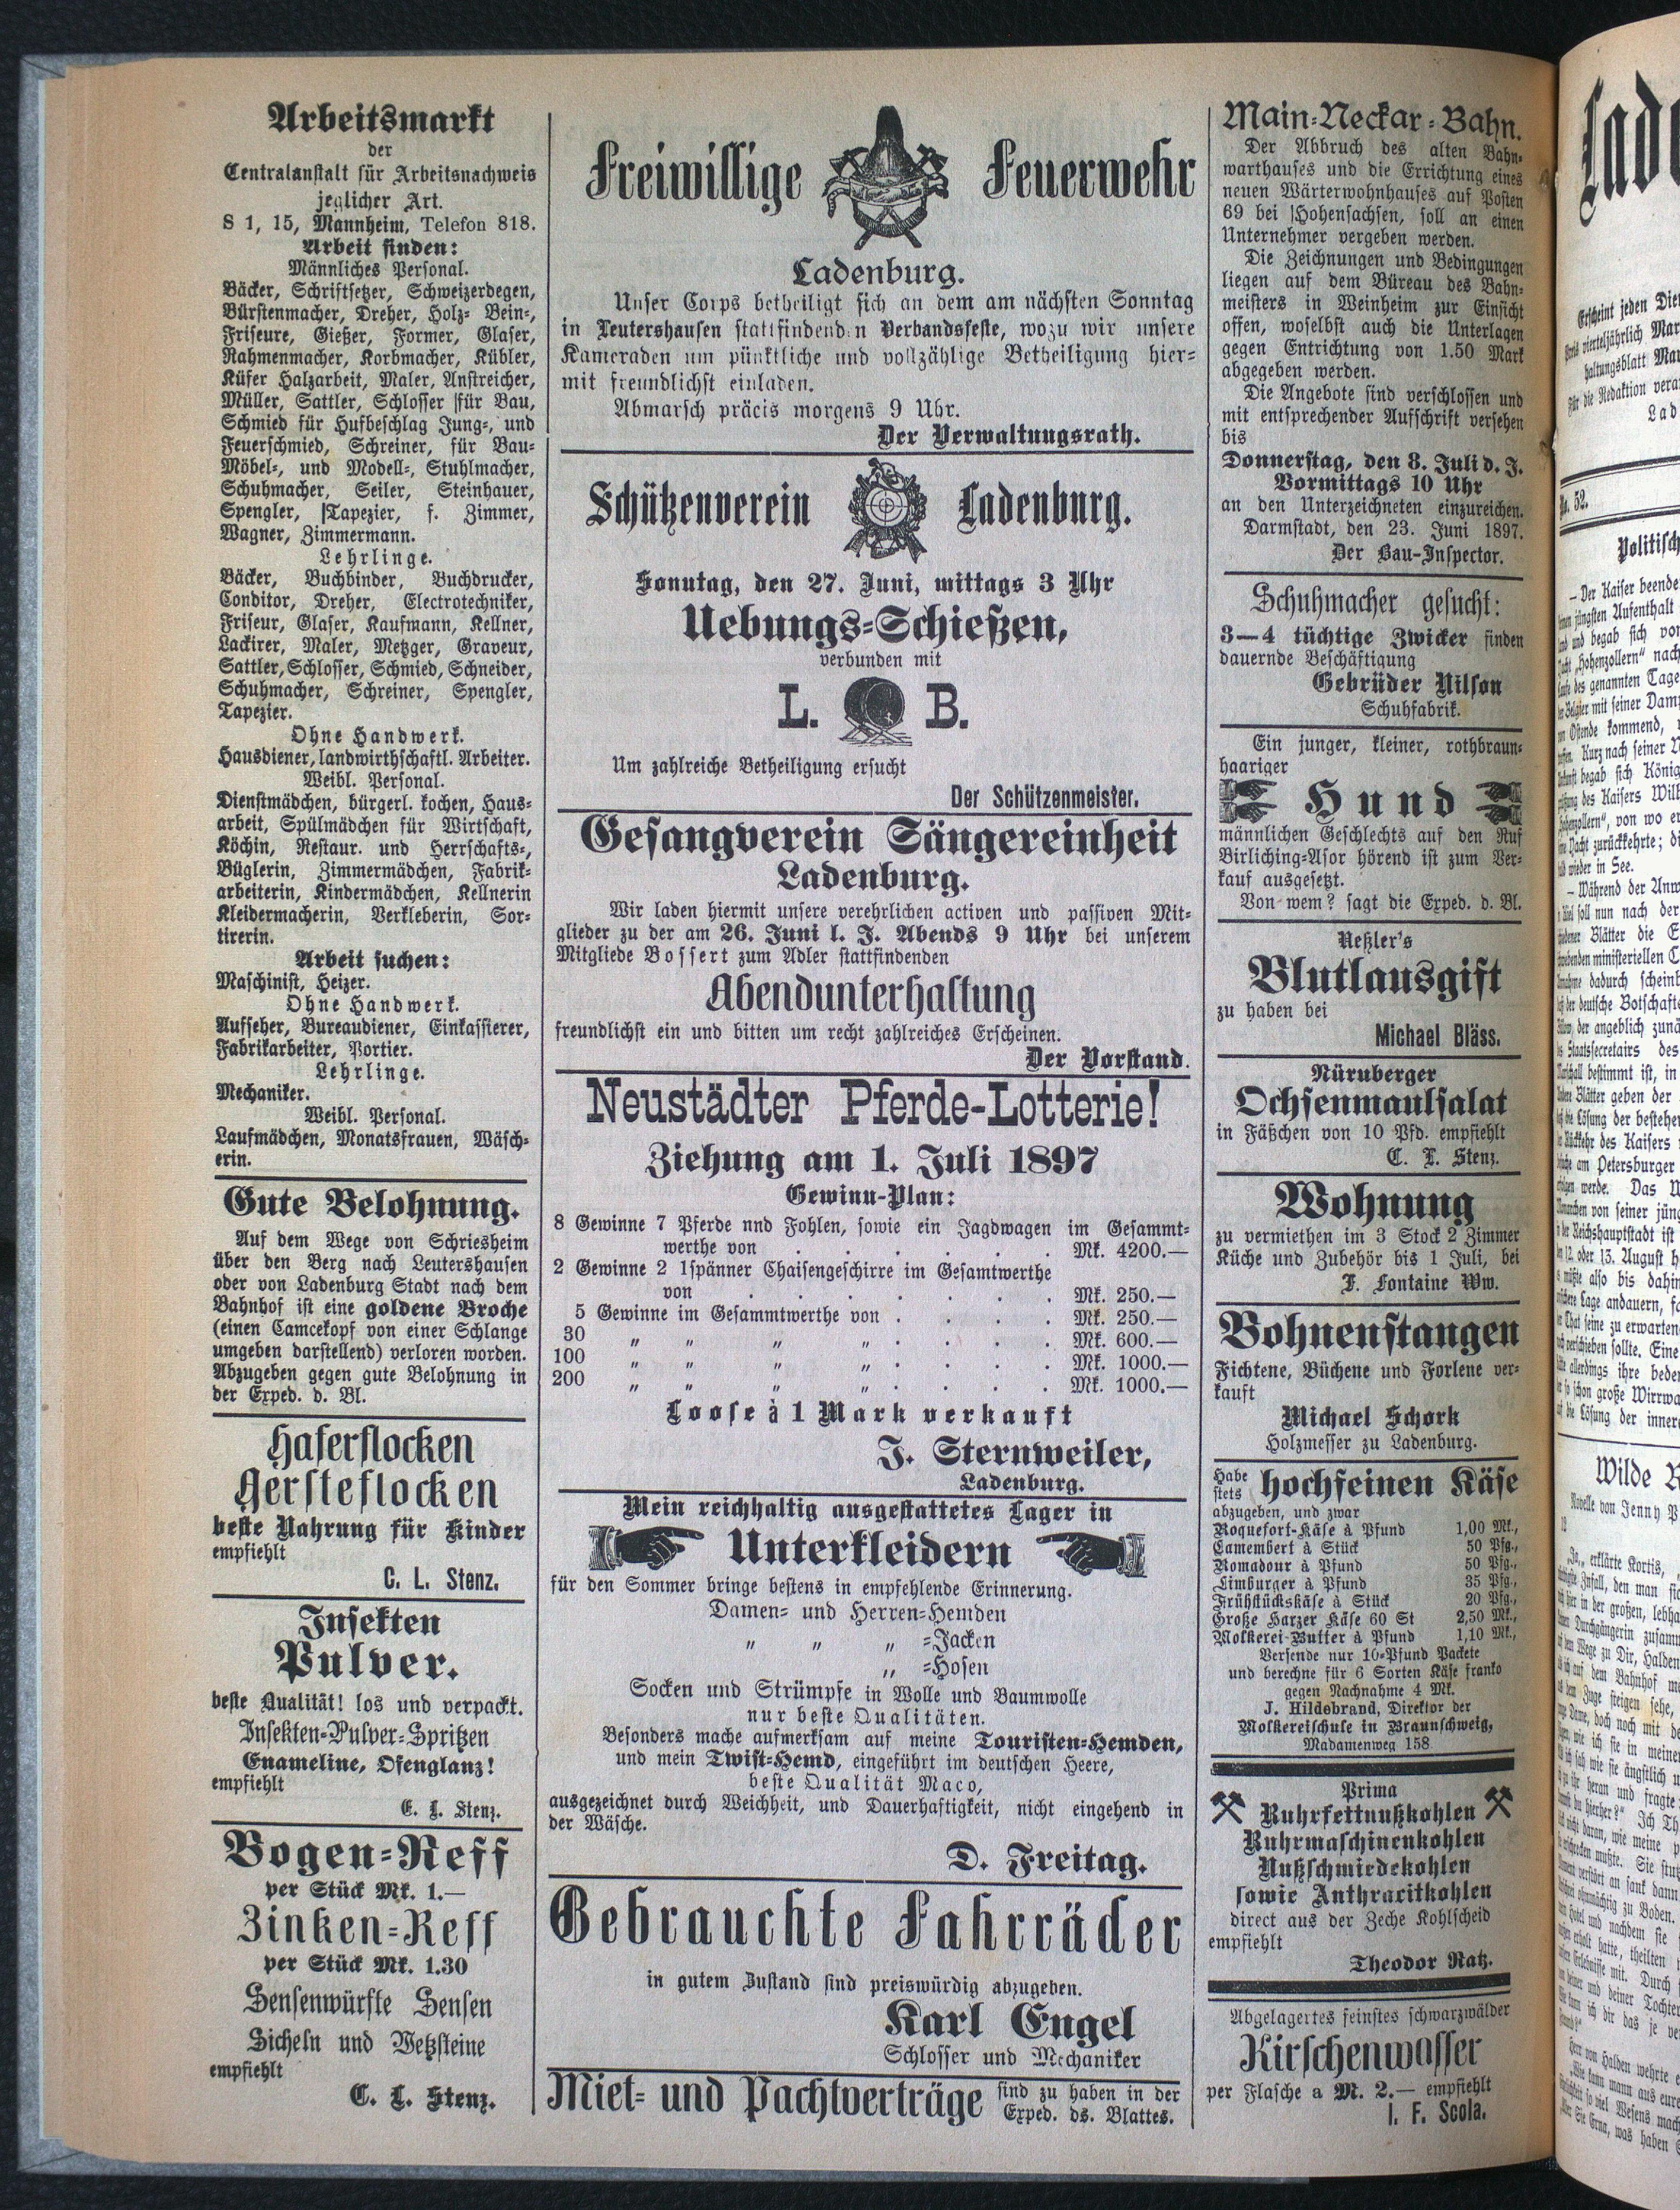 Arbeitsmarkt
der
Centralanstalt für Arbeitsnachweis
jeglicher Art.
S 1, 15, Mannheim, Telefon 818.
Arbeit finden:
Männliches Personal.
Bäcker, Schriftsetzer, Schweizerdegen,
Bürstenmacher, Dreher, Holz- Bein-,
Friseure, Gießer, Former, Glaser,
Rahmenmacher, Korbmacher, Kübler,
Küfer Halzarbeit, Maler, Anstreicher,
Müller, Sattler, Schlosser für Bau,
Schmied für Hufbeschlag Jung-, und
Feuerschmied, Schreiner, für Bau-
Möbel-, und Modell-, Stuhlmacher,
Schuhmacher, Seiler, Steinhauer,
Spengler, Tapezier, f. Zimmer,
Wagner, Zimmermann.
Lehrlinge.
Bäcker, Buchbinder, Buchdrucker,
Conditor, Dreher, Electrotechniker,
Friseur, Glaser, Kaufmann, Kellner,
Lackirer, Maler, Metzger, Graveur,
Sattler, Schlosser, Schmied, Schneider,
Schuhmacher, Schreiner, Spengler,
Tapezier.
Ohne Handwerk.
Hausdiener, landwirthschaftl. Arbeiter.
Weibl. Personal.
Dienstmädchen, bürgerl. kochen, Haus-
arbeit, Spülmädchen für Wirtschaft,
Köchin, Restaur. und Herrschafts-,
Büglerin, Zimmermädchen, Fabrik-
arbeiterin, Kindermädchen, Kellnerin
Kleidermacherin, Verkleberin, Sor-
tirerin.
Arbeit suchen:
Maschinist, Heizer.
Ohne Handwerk.
Aufseher, Bureaudiener, Einkassierer,
Fabrikarbeiter, Portier.
Lehrlinge.
Mechaniker.
Weibl. Personal.
Laufmädchen, Monatsfrauen, Wäsch-
erin.
Gute Belohnung.
Auf dem Wege von Schriesheim
über den Berg nach Leutershausen
oder von Ladenburg Stadt nach dem
Bahnhof ist eine goldene Broche
(einen Camcekopf von einer Schlange
umgeben darstellend) verloren worden.
Abzugeben gegen gute Belohnung in
der Exped. d. Bl.
Haferflocken
Gersteflocken
beste Nahrung für Kinder
empfiehlt
C. L. Stenz.
Insekten
Pulver.
beste Qualität! los und verpackt.
Insekten-Pulver-Spritzen
Enameline, Ofenglanz!
empfiehlt
C. L. Stenz.
Bogen-Reff
per Stück Mk. 1.—
Zinken-Reff
per Stück Mk. 1.30
Sensenwürfte Sensen
Sicheln und Wetzsteine
empfiehlt
C. L. Stenz.
Freiwillige Feuerwehr
Ladenburg.
Unser Corps betheiligt sich an dem am nächsten Sonntag
in Leutershausen stattfindenden Verbandsfeste, wozu wir unsere
Kameraden um pünktliche und vollzählige Betheiligung hier-
mit freundlichst einladen.
Abmarsch präcis morgens 9 Uhr.
Der Verwaltungsrath.
Schützenverein Ladenburg.
Sonntag, den 27. Juni, mittags 3 Uhr
Uebungs-Schießen,
verbunden mit
L. B.
Um zahlreiche Betheiligung ersucht
Der Schützenmeister.
Gesangverein Sängereinheit
Ladenburg.
Wir laden hiermit unsere verehrlichen activen und passiven Mit-
glieder zu der am 26. Juni l. J. Abends 9 Uhr bei unserem
Mitgliede Bossert zum Adler stattfindenden
Abendunterhaltung
freundlichst ein und bitten um recht zahlreiches Erscheinen.
Der Vorstand.
Neustädter Pferde-Lotterie!
Ziehung am 1. Juli 1897
Gewinn-Plan:
8 Gewinne 7 Pferde nnd Fohlen, sowie ein Jagdwagen im Gesammt-
werthe von . . . . . . . Mk. 4200.—
2 Gewinne 2 1spänner Chaisengeschirre im Gesamtwerthe
von . . . . . . . Mk. 250.—
5 Gewinne im Gesammtwerthe von . . . . Mk. 250.—
30 „ „ „ „ . . . . Mk. 600.—
100 „ „ „ „ . . . . Mk. 1000.—
200 „ „ „ „ . . . . Mk. 1000.—
Loose à 1 Mark verkauft
J. Sternweiler,
Ladenburg.
Mein reichhaltig ausgestattetes Lager in
Unterkleidern
für den Sommer bringe bestens in empfehlende Erinnerung.
Damen- und Herren-Hemden
„ „ „ -Jacken
„ -Hosen
Socken und Strümpfe in Wolle und Baumwolle
nur beste Qualitäten.
Besonders mache aufmerksam auf meine Touristen-Hemden,
und mein Twist-Hemd, eingeführt im deutschen Heere,
beste Qualität Maco,
ausgezeichnet durch Weichheit, und Dauerhaftigkeit, nicht eingehend in
der Wäsche.
D. Freitag.
Gebrauchte Fahrräder
in gutem Zustand sind preiswürdig abzugeben.
Karl Engel
Schlosser und Mechaniker
Miet- und Pachtverträge sind zu haben in der
Exped. ds. Blattes.
Main-Neckar-Bahn.
Der Abbruch des alten Bahn-
warthauses und die Errichtung eines
neuen Wärterwohnhauses auf Posten
69 bei Hohensachsen, soll an einen
Unternehmer vergeben werden.
Die Zeichnungen und Bedingungen
liegen auf dem Büreau des Bahn-
meisters in Weinheim zur Einsicht
offen, woselbst auch die Unterlagen
gegen Entrichtung von 1.50 Mark
abgegeben werden.
Die Angebote sind verschlossen und
mit entsprechender Aufschrift versehen
bis
Donnerstag, den 8. Juli d. J.
Vormittags 10 Uhr
an den Unterzeichneten einzureichen.
Darmstadt, den 23. Juni 1897.
Der Bau-Inspector.
Schuhmacher gesucht:
3—4 tüchtige Zwicker finden
dauernde Beschäftigung
Gebrüder Nilson
Schuhfabrik.
Ein junger, kleiner, rothbraun-
haariger
Hund
männlichen Geschlechts auf den Ruf
Birliching-Asor hörend ist zum Ver-
kauf ausgesetzt.
Von wem? sagt die Exped. d. Bl.
Neßler's
Blutlausgift
zu haben bei
Michael Bläss.
Nürnberger
Ochsenmaulsalat
in Fäßchen von 10 Pfd. empfiehlt
C. L. Stenz.
Wohnung
zu vermiethen im 3 Stock 2 Zimmer
Küche und Zubehör bis 1 Juli, bei
J. Fontaine Ww.
Bohnenstangen
Fichtene, Büchene und Forlene ver-
kauft
Michael Schork
Holzmesser zu Ladenburg.
Habe stets hochfeinen Käse
abzugeben, und zwar
Roquefort-Käse à Pfund 1,00 Mk.,
Camembert à Stück 50 Pfg.,
Romadour à Pfund 50 Pfg.,
Limburger à Pfund 35 Pfg.,
Frühstückskäse à Stück 20 Pfg.,
Große Harzer Käse 60 St 2,50 Mk.,
Molkerei-Butter à Pfund 1,10 Mk.,
Versende nur 10-Pfund Packete
und berechne für 6 Sorten Käse franko
gegen Nachnahme 4 Mk.
J. Hildebrand, Direktor der
Molkereischule in Braunschweig,
Madamenweg 158
Prima
Ruhrfettnußkohlen
Ruhrmaschinenkohlen
Nußschmiedekohlen
sowie Anthracitkohlen
direct aus der Zeche Kohlscheid
empfiehlt
Theodor Ratz.
Abgelagertes feinstes schwarzwälder
Kirschenwasser
per Flasche a M. 2.— empfiehlt
I. F. Scola.
No. 52.